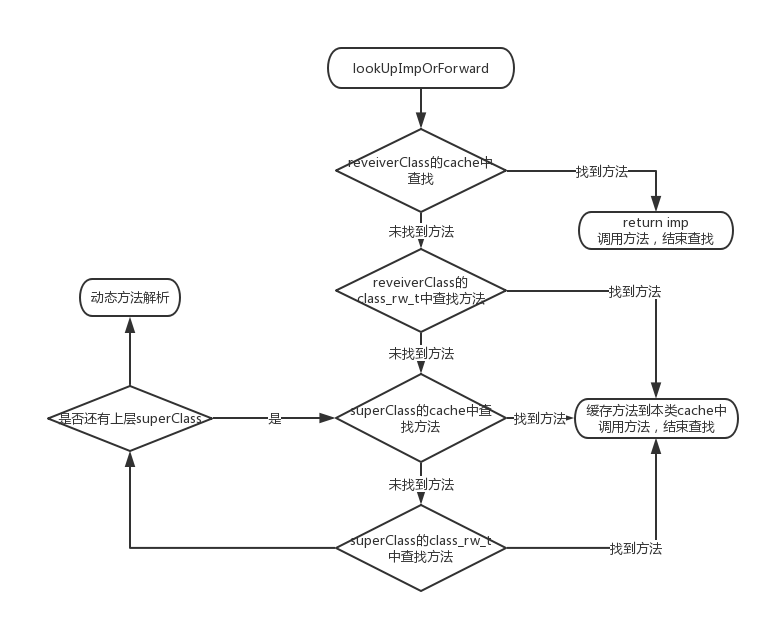 lookUpImpOrForward
reveiverClass的cache中
查找
找到方法
return imp
调用方法，结束查找
未找到方法
reveiverClass的
class_rw_t中查找方法
找到方法
动态方法解析
未找到方法
superClass的cache中查
找方法
找到方法
缓存方法到本类cache中
调用方法，结束查找
是否还有上层superClass
是
未找到方法
superClass的class_rw_t
中查找方法
找到方法